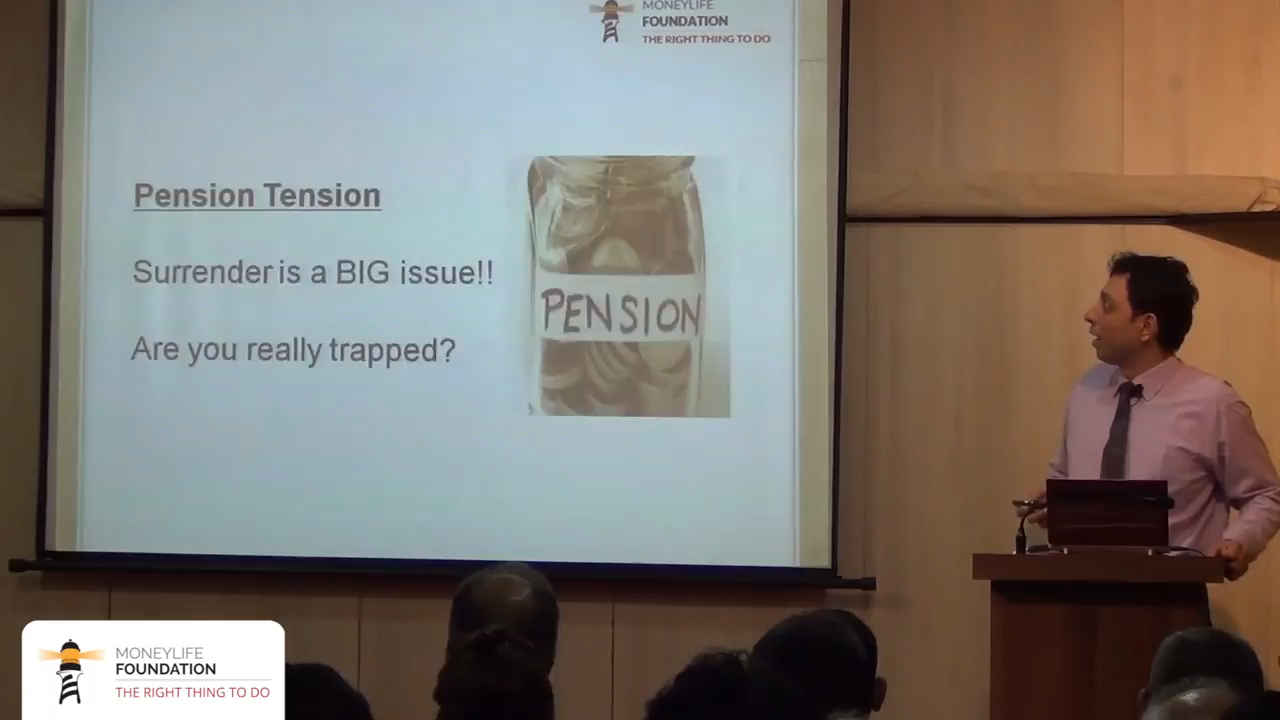 MONEYLIFE
FOUNDATION
THE RIGHT THING TO DO
Pension Tension
Surrender is a BIG issue!!
Are you really trapped?
PENSION
MONEYLIFE
FOUNDATION
THE RIGHT THING TO DO